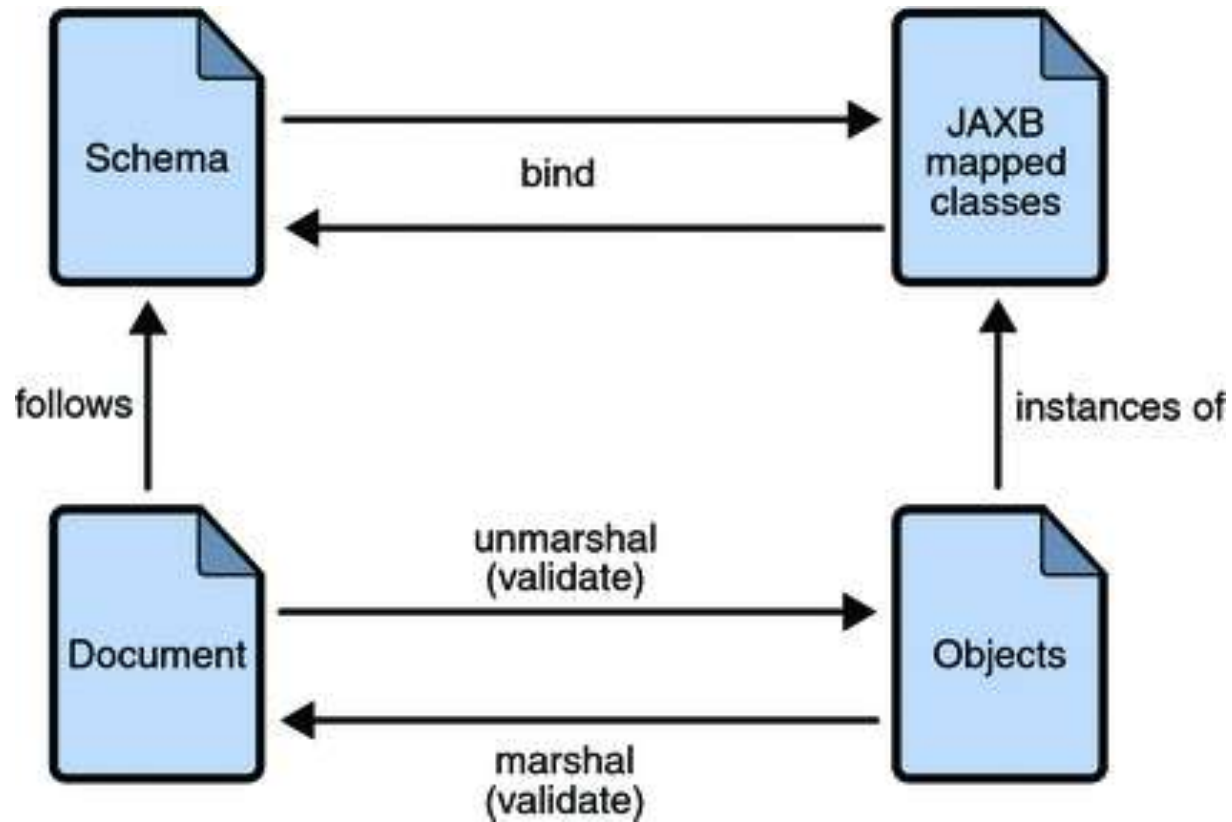 Schema
bind
JAXB
mapped
classes
follows
instances of
unmarshal
(validate)
Document
Objects
marshal
(validate)